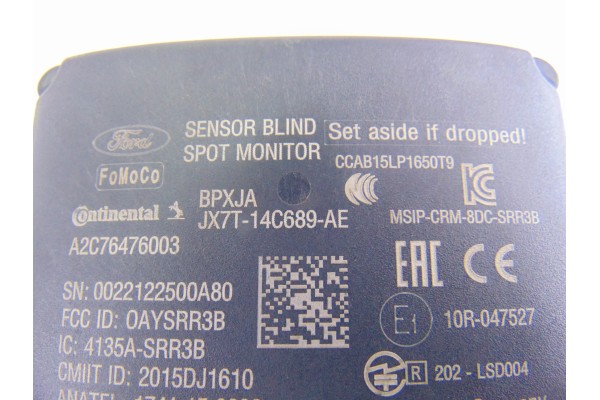 Ford
SENSOR BLIND
SPOT MONITOR
Set aside if dropped!
FoMoCo
CCAB15LP1650T9
Continental
BPXJA
JX7T-14C689-AE
MSIP-CRM-8DC-SRR3B
A2C76476003
EAC CE
SN: 0022122500A80
FCC ID: OAYSRR3B
E1
10R-047527
IC: 4135A-SRR3B
R 202 - LSD004
CMIIT ID: 2015DJ1610
ANATEL